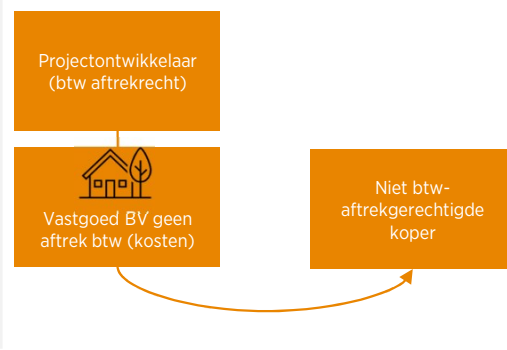 Projectontwikkelaar
(btw aftrekrecht)
Vastgoed BV geen
aftrek btw (kosten)
Niet btw-
aftrekgerechtigde
koper